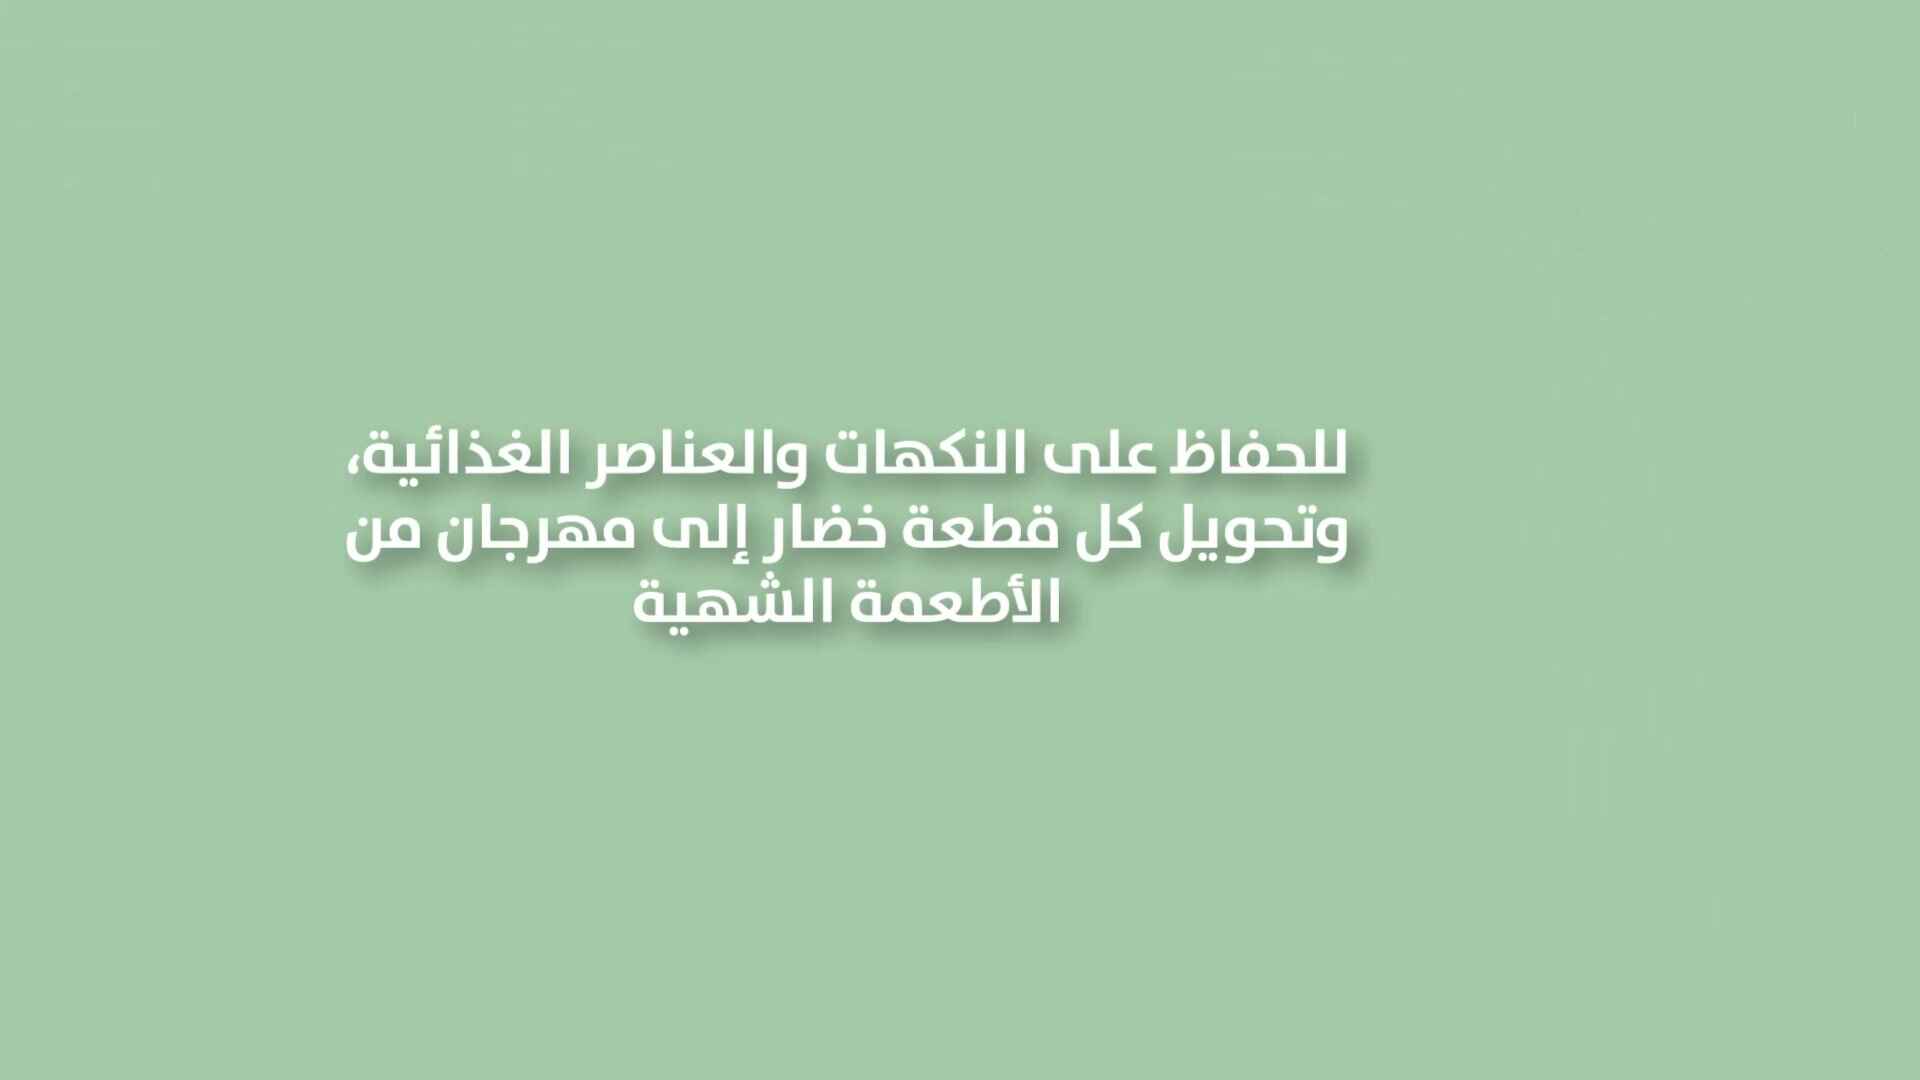 للحفاظ على النكهات والعناصر الغذائية،
وتحويل كل قطعة خضار إلى مهرجان من
الأطعمة الشهية